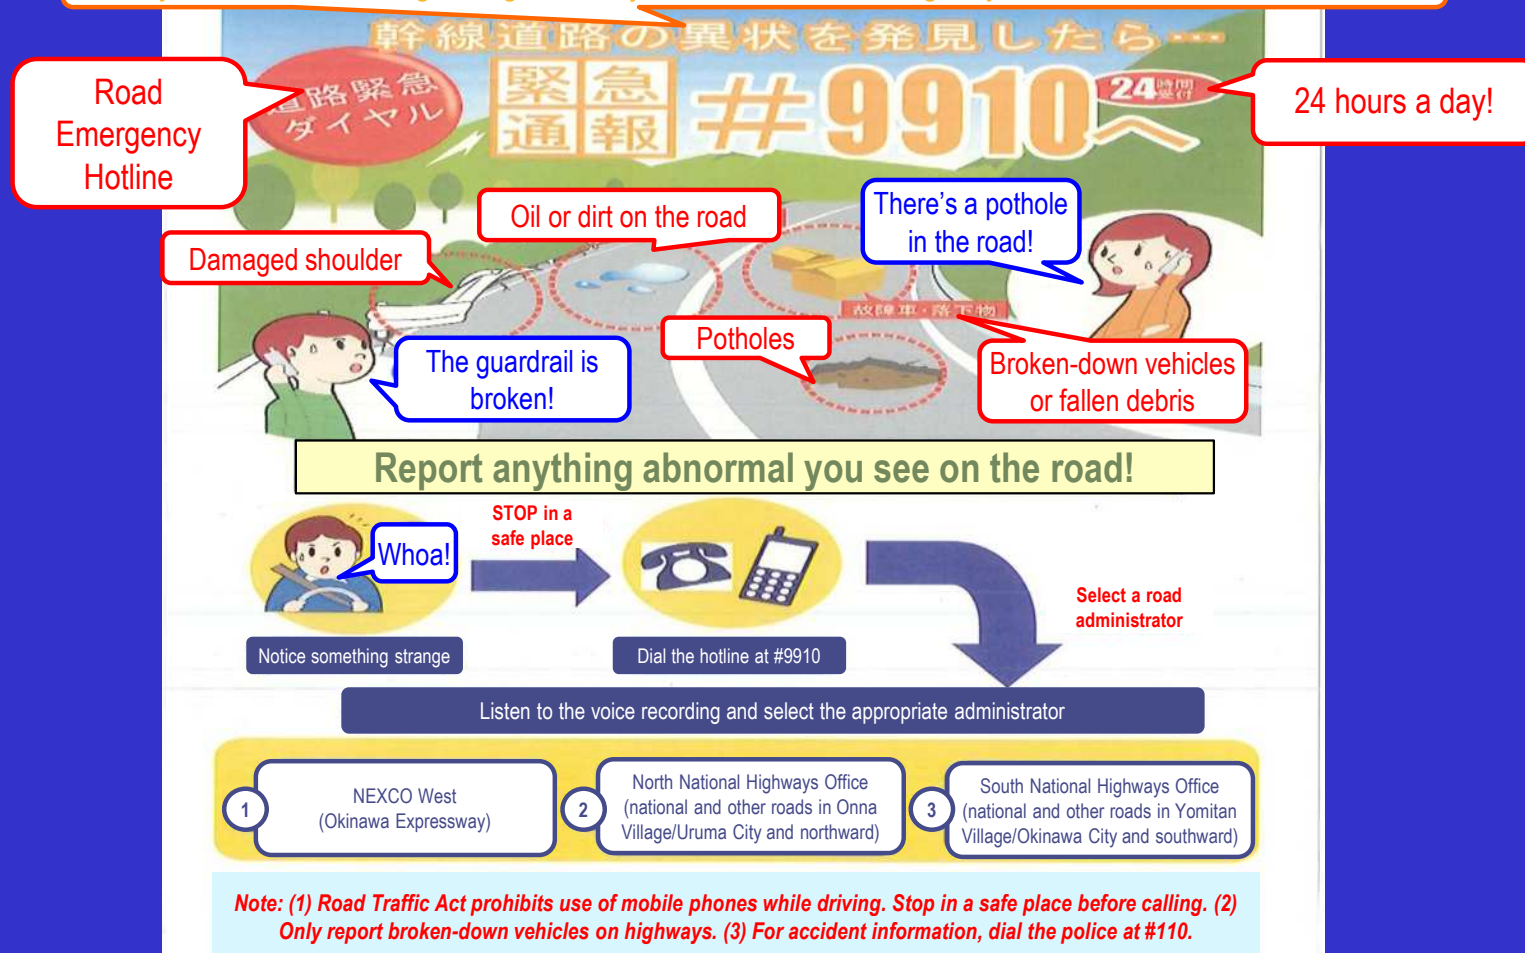 幹線道路の異状を発見したら…
Road
Emergency
Hotline
道路緊急
ダイヤル
緊急
通報
#9910へ
24時間
受付
24 hours a day!
Oil or dirt on the road
There's a pothole
in the road!
Damaged shoulder
故障車・落下物
Potholes
The guardrail is
broken!
Broken-down vehicles
or fallen debris
Report anything abnormal you see on the road!
STOP in a
safe place
Whoa!
Select a road
administrator
Notice something strange
Dial the hotline at #9910
Listen to the voice recording and select the appropriate administrator
1
NEXCO West
(Okinawa Expressway)
2
North National Highways Office
(national and other roads in Onna
Village/Uruma City and northward)
3
South National Highways Office
(national and other roads in Yomitan
Village/Okinawa City and southward)
Note: (1) Road Traffic Act prohibits use of mobile phones while driving. Stop in a safe place before calling. (2)
Only report broken-down vehicles on highways. (3) For accident information, dial the police at #110.